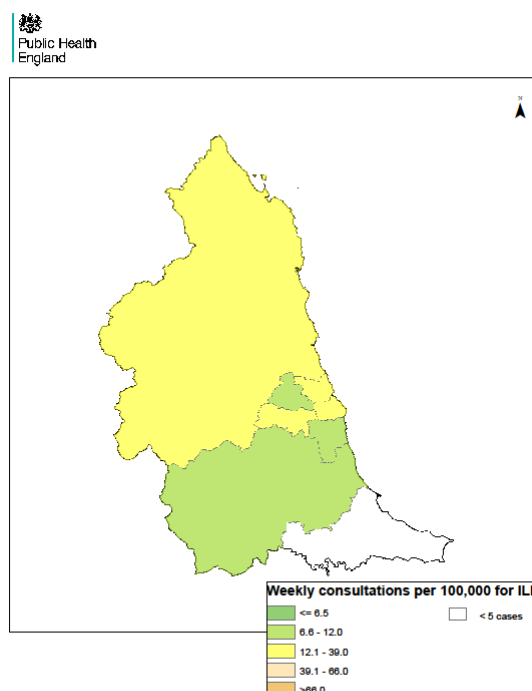 Public Health
England
N
Weekly consultations per 100,000 for ILI
<= 6.5
< 5 cases
6.6 - 12.0
12.1 - 39.0
39.1 - 66.0
>66.0